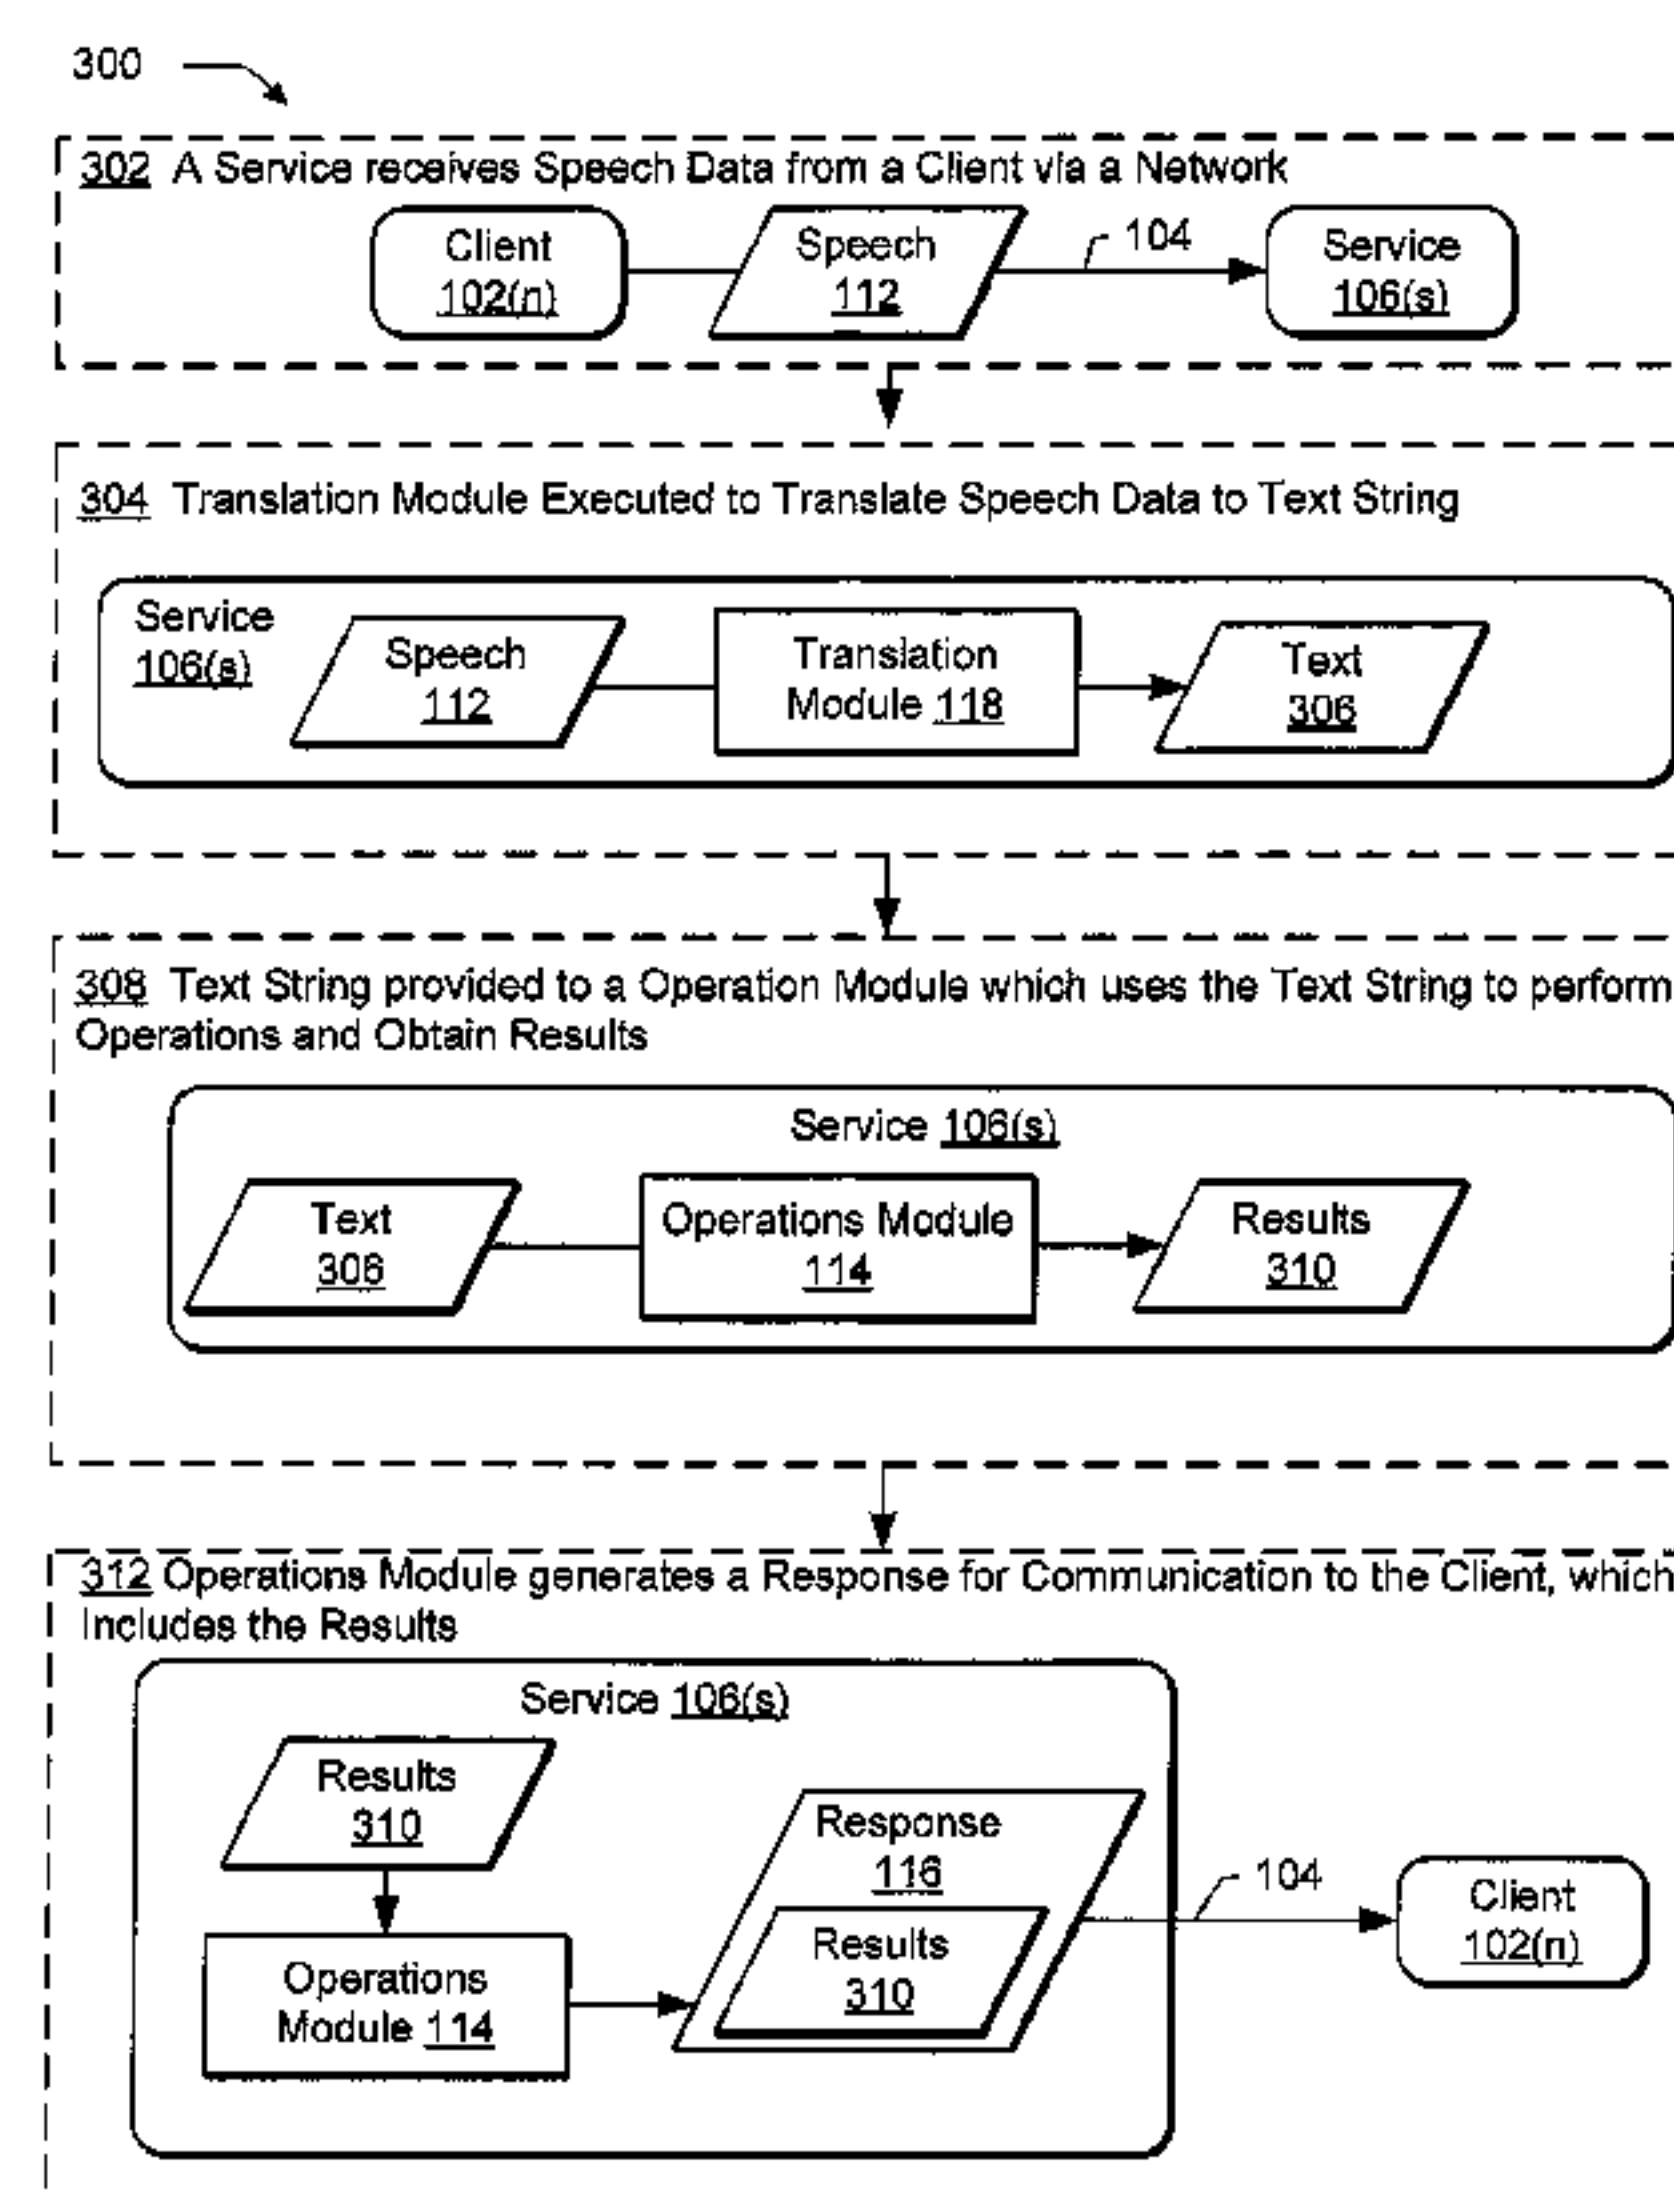 300
302 A Service receives Speech Data from a Client via a Network
Client
102(n)
Speech
112
104
Service
106(s)
304 Translation Module Executed to Translate Speech Data to Text String
Service
106(s)
Speech
112
Translation
Module 118
Text
306
308 Text String provided to a Operation Module which uses the Text String to perform
Operations and Obtain Results
Service 106(s)
Text
306
Operations Module
114
Results
310
312 Operations Module generates a Response for Communication to the Client, which
Includes the Results
Service 106(s)
Results
310
Operations
Module 114
Response
116
Results
310
104
Client
102(n)